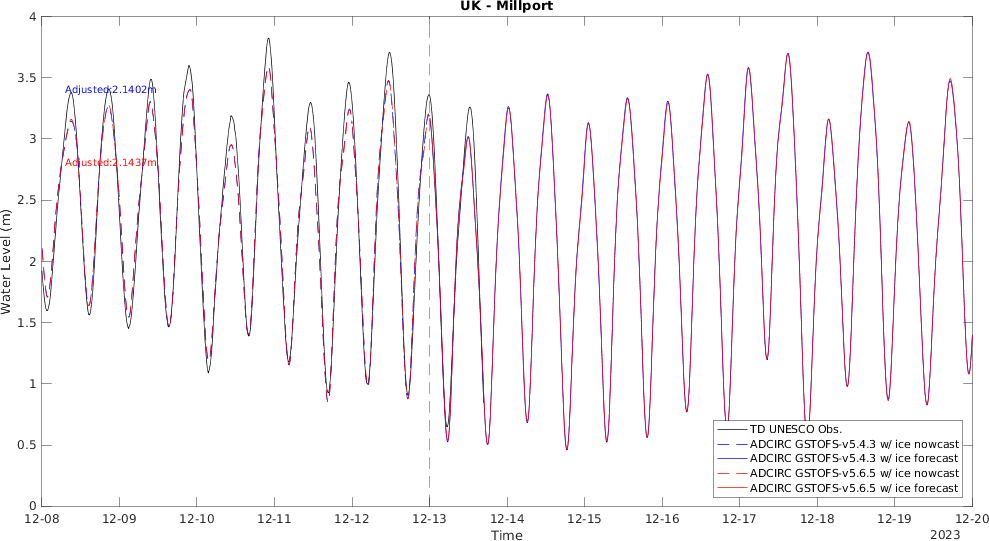 UK - Millport
4
3.5
3
2.5
2
1.5
1
0.5
0
Water Level (m)
Adjusted:2.1402m
Adjusted:2.1437m
TD UNESCO Obs.
ADCIRC GSTOFS-v5.4.3 w/ ice nowcast
ADCIRC GSTOFS-v5.4.3 w/ ice forecast
ADCIRC GSTOFS-v5.6.5 w/ ice nowcast
ADCIRC GSTOFS-v5.6.5 w/ ice forecast
12-08 12-09 12-10 12-11 12-12 12-13 12-14 12-15 12-16 12-17 12-18 12-19 12-20
Time
2023